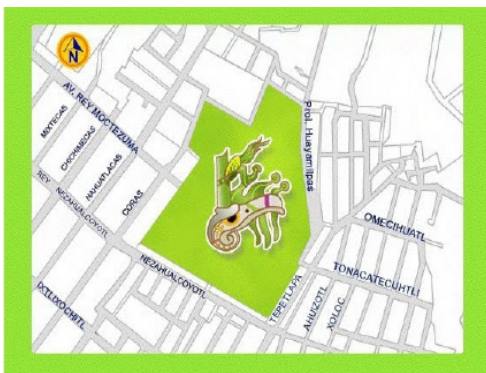 N
AV. REY MOCTEZUMA
MIXTECAS
CHICHIMECAS
NAHUATLACAS
CORAS
REY NEZAHUALCOYOTL
NEZAHUALCOYOTL
IXTLIXOCHITL
Prol. Huayamilpas
OMECIHUATL
TONACATECUHTLI
TEPETLAPA
AHUIZOTL
XOLOC